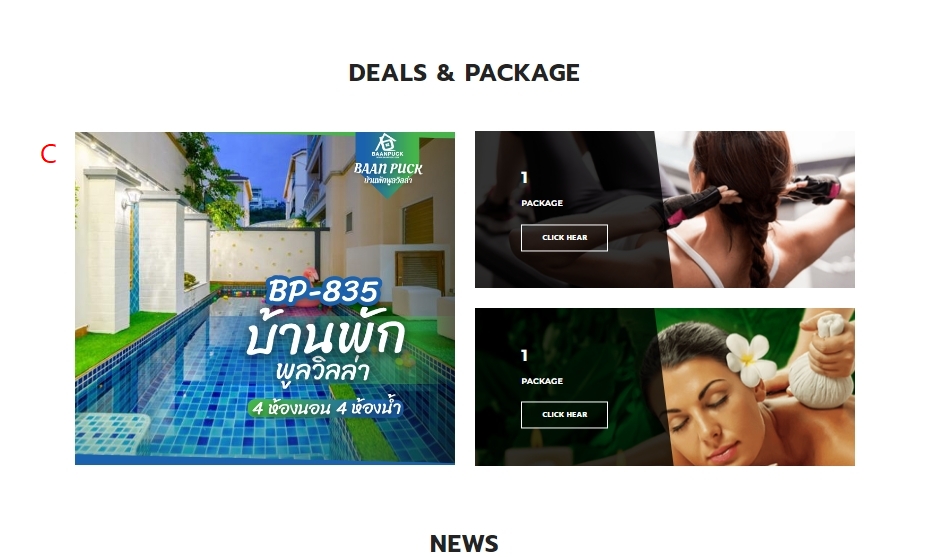 DEALS & PACKAGE
C
BAANPUCK
BAAN PUCK
บ้านพักพูลวิลล่า
BP-835
บ้านพัก
พูลวิลล่า
4 ห้องนอน 4 ห้องน้ำ
1
PACKAGE
CLICK HEAR
1
PACKAGE
CLICK HEAR
NEWS